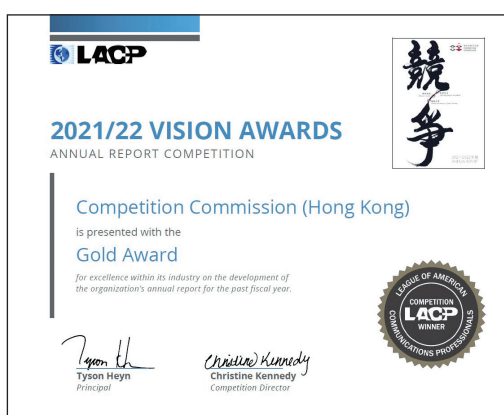 LACP
2021/22 VISION AWARDS
ANNUAL REPORT COMPETITION
競
爭
Competition Commission (Hong Kong)
is presented with the
Gold Award
for excellence within its industry on the development of
the organization's annual report for the past fiscal year.
LEAGUE OF AMERICAN
COMMUNICATIONS PROFESSIONALS
COMPETITION
LACP
WINNER
Tyson Heyn
Principal
Christine Kennedy
Christine Kennedy
Competition Director